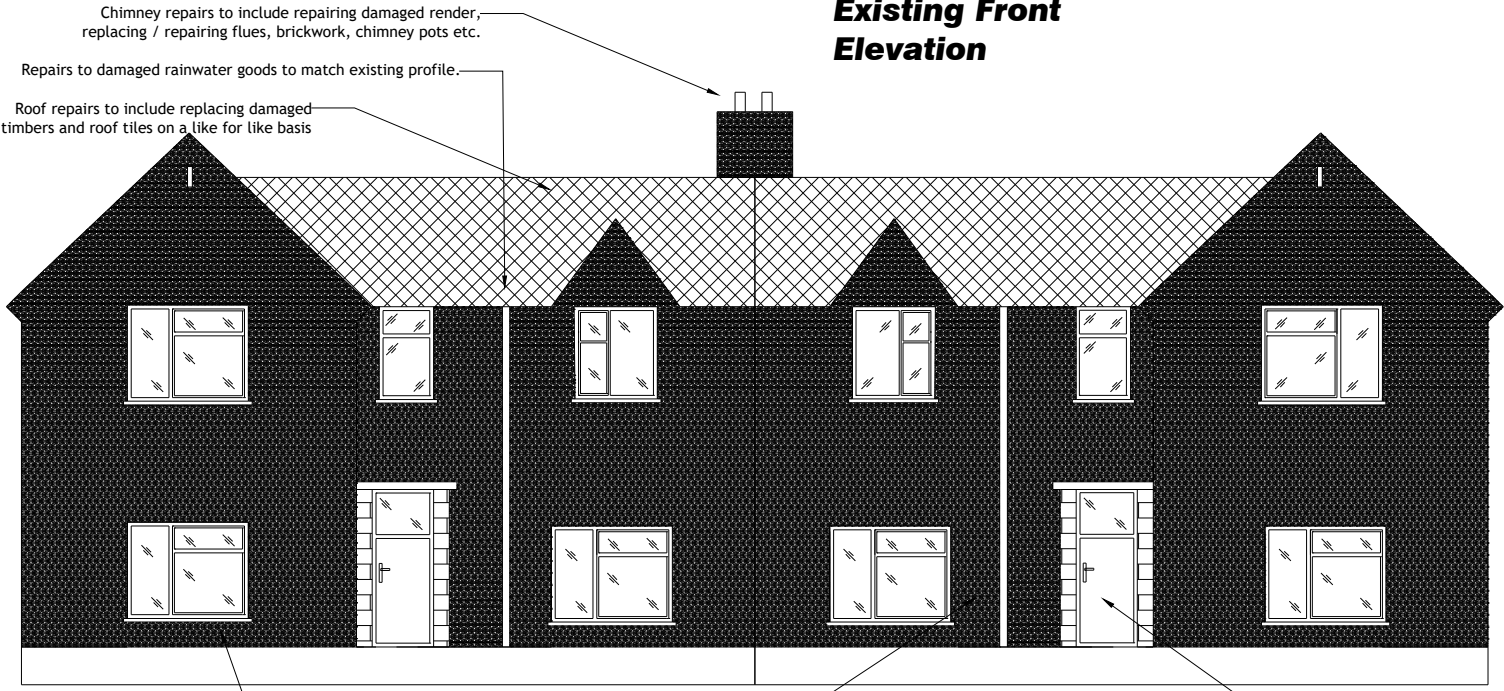 Existing Front
Elevation
Chimney repairs to include repairing damaged render,
replacing / repairing flues, brickwork, chimney pots etc.
Repairs to damaged rainwater goods to match existing profile.
Roof repairs to include replacing damaged
timbers and roof tiles on a like for like basis